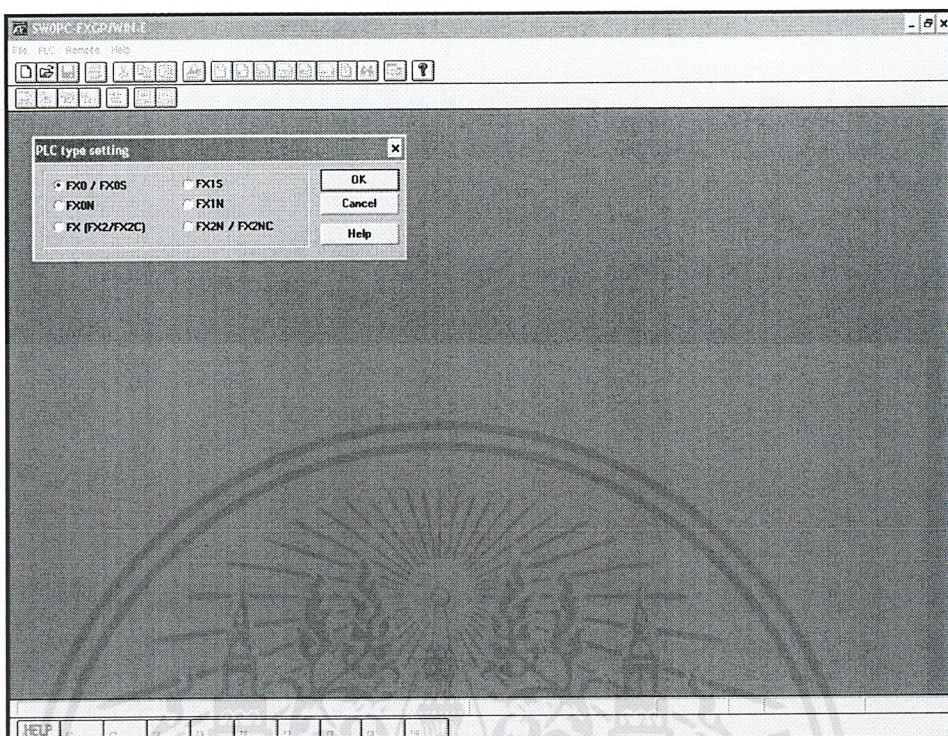 SW0PC-FXGP/WIN-E
File PLC Remote Help
PLC type setting
FX0 / FX0S
FX1S
OK
FX0N
FX1N
Cancel
FX (FX2/FX2C)
FX2N / FX2NC
Help
HELP